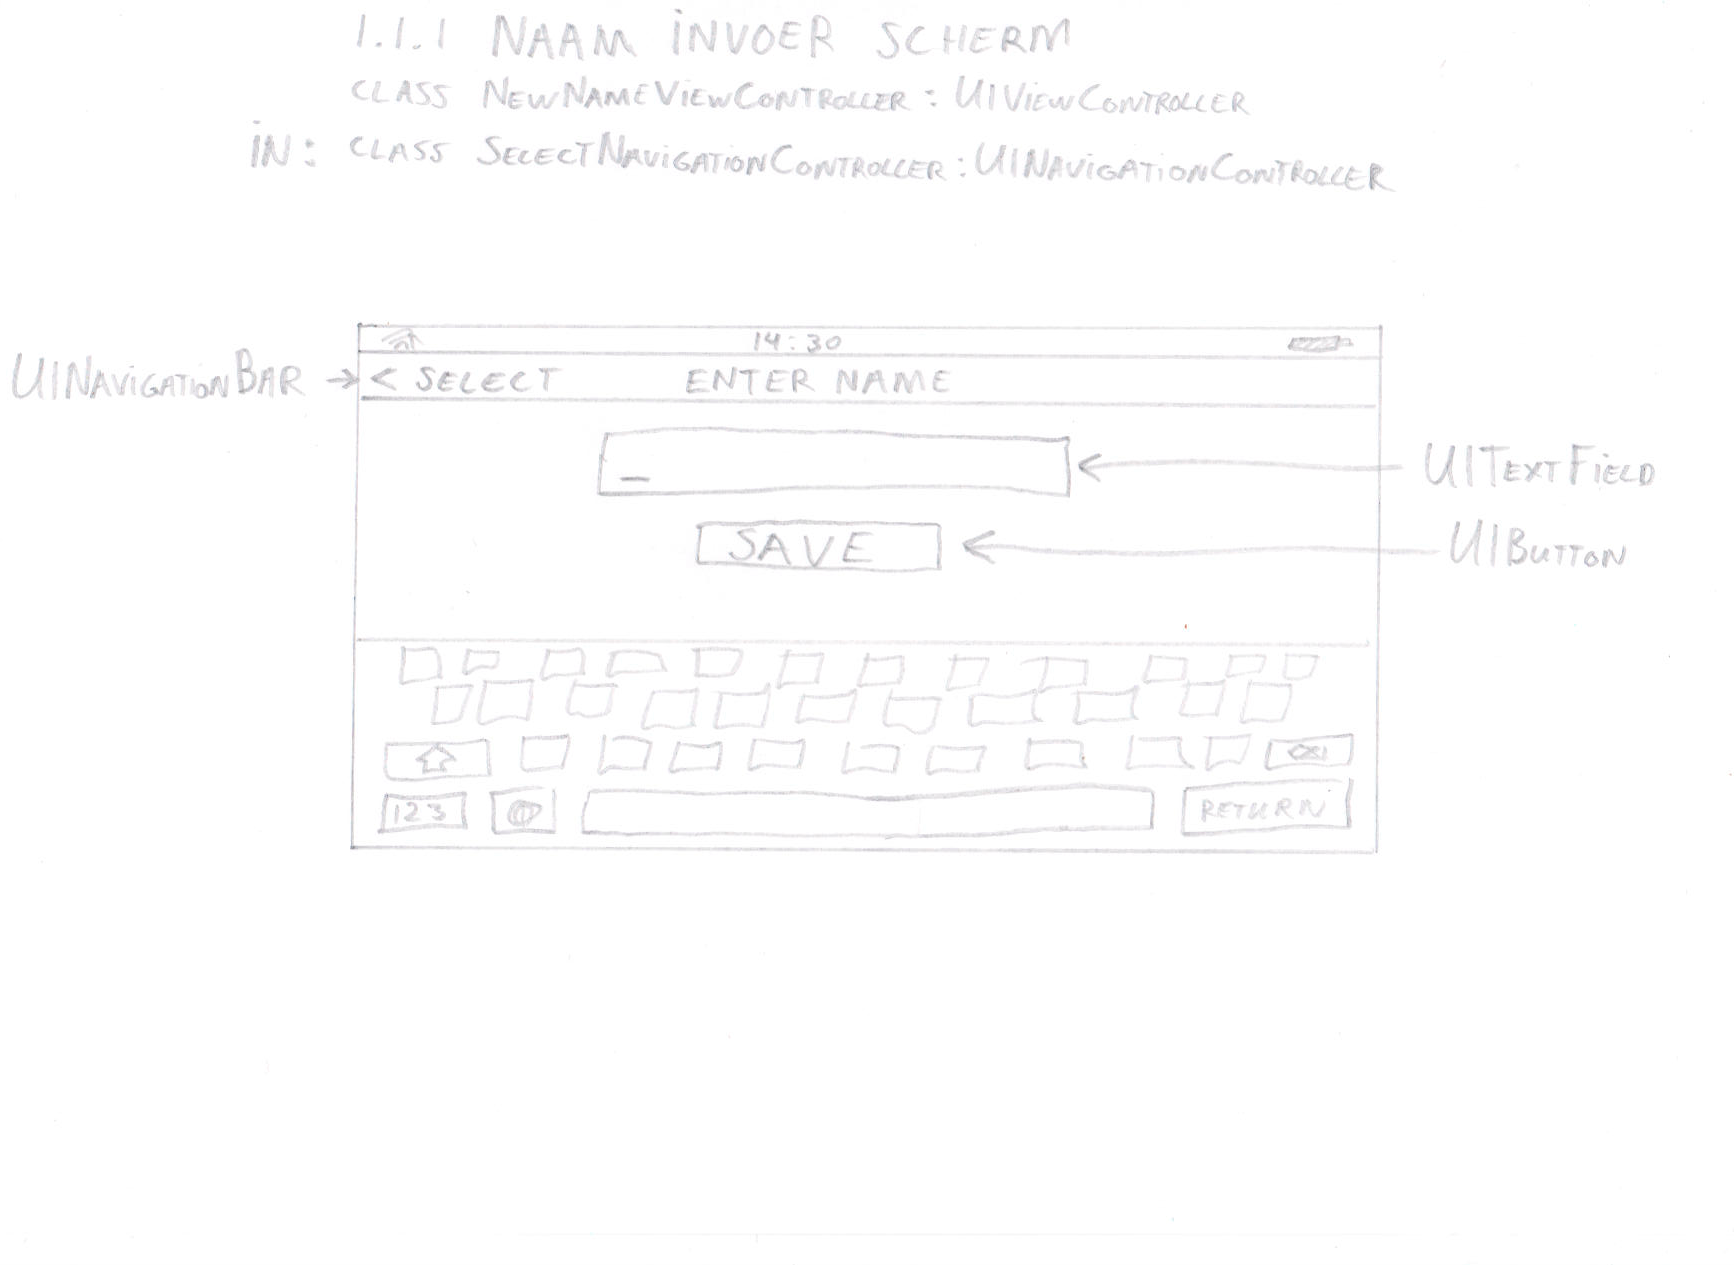 1.1.1 NAAM INVOER SCHERM
CLASS NEWNAMEVIEWCONTROLLER : UIVIEWCONTROLLER
IN: CLASS SELECTNAVIGATIONCONTROLLER : UINAVIGATIONCONTROLLER
14:30
UINAVIGATIONBAR → < SELECT ENTER NAME
UITEXTFIELD
SAVE
UIBUTTON
123 @ RETURN